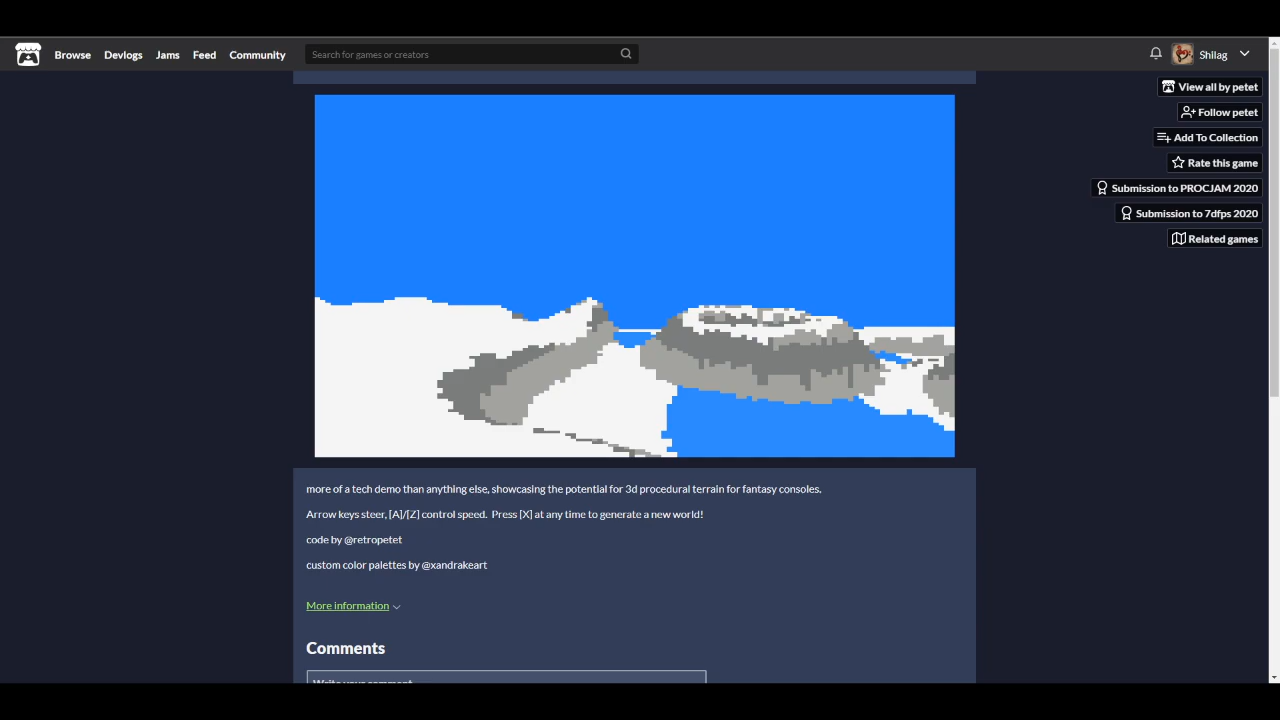 Browse Devlogs Jams Feed Community Search for games or creators Shilag
View all by petet
Follow petet
Add To Collection
Rate this game
Submission to PROCJAM 2020
Submission to 7dfps 2020
Related games
more of a tech demo than anything else, showcasing the potential for 3d procedural terrain for fantasy consoles.
Arrow keys steer, [A]/[Z] control speed. Press [X] at any time to generate a new world!
code by @retropetet
custom color palettes by @xandrakeart
More information
Comments
Write your comment